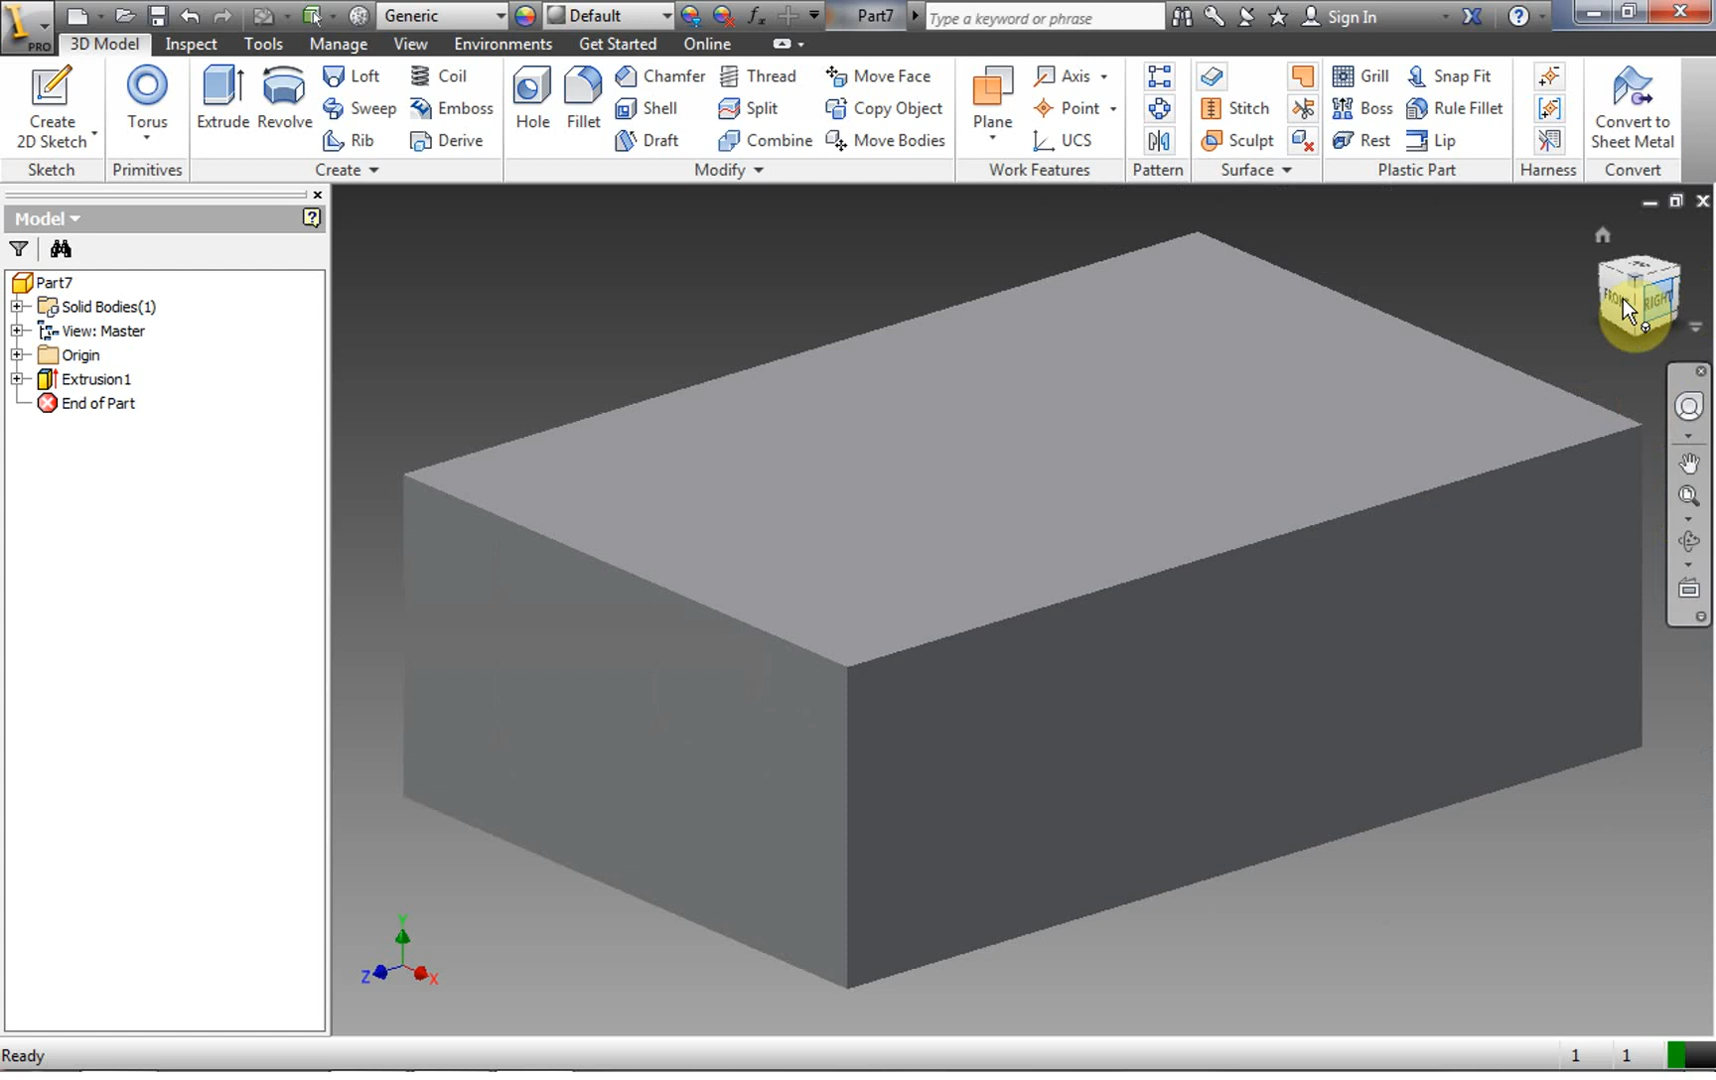 PRO
Generic
Default
fx
Part7
Type a keyword or phrase
Sign In
3D Model
Inspect
Tools
Manage
View
Environments
Get Started
Online
Create
2D Sketch
Torus
Extrude
Revolve
Loft
Sweep
Rib
Coil
Emboss
Derive
Hole
Fillet
Chamfer
Shell
Draft
Thread
Split
Combine
Move Face
Copy Object
Move Bodies
Plane
Axis
Point
UCS
Stitch
Sculpt
Grill
Boss
Rest
Snap Fit
Rule Fillet
Lip
Convert to
Sheet Metal
Sketch
Primitives
Create
Modify
Work Features
Pattern
Surface
Plastic Part
Harness
Convert
Model
Part7
Solid Bodies(1)
View: Master
Origin
Extrusion1
End of Part
RIGHT
Y
Z
X
Ready
1
1